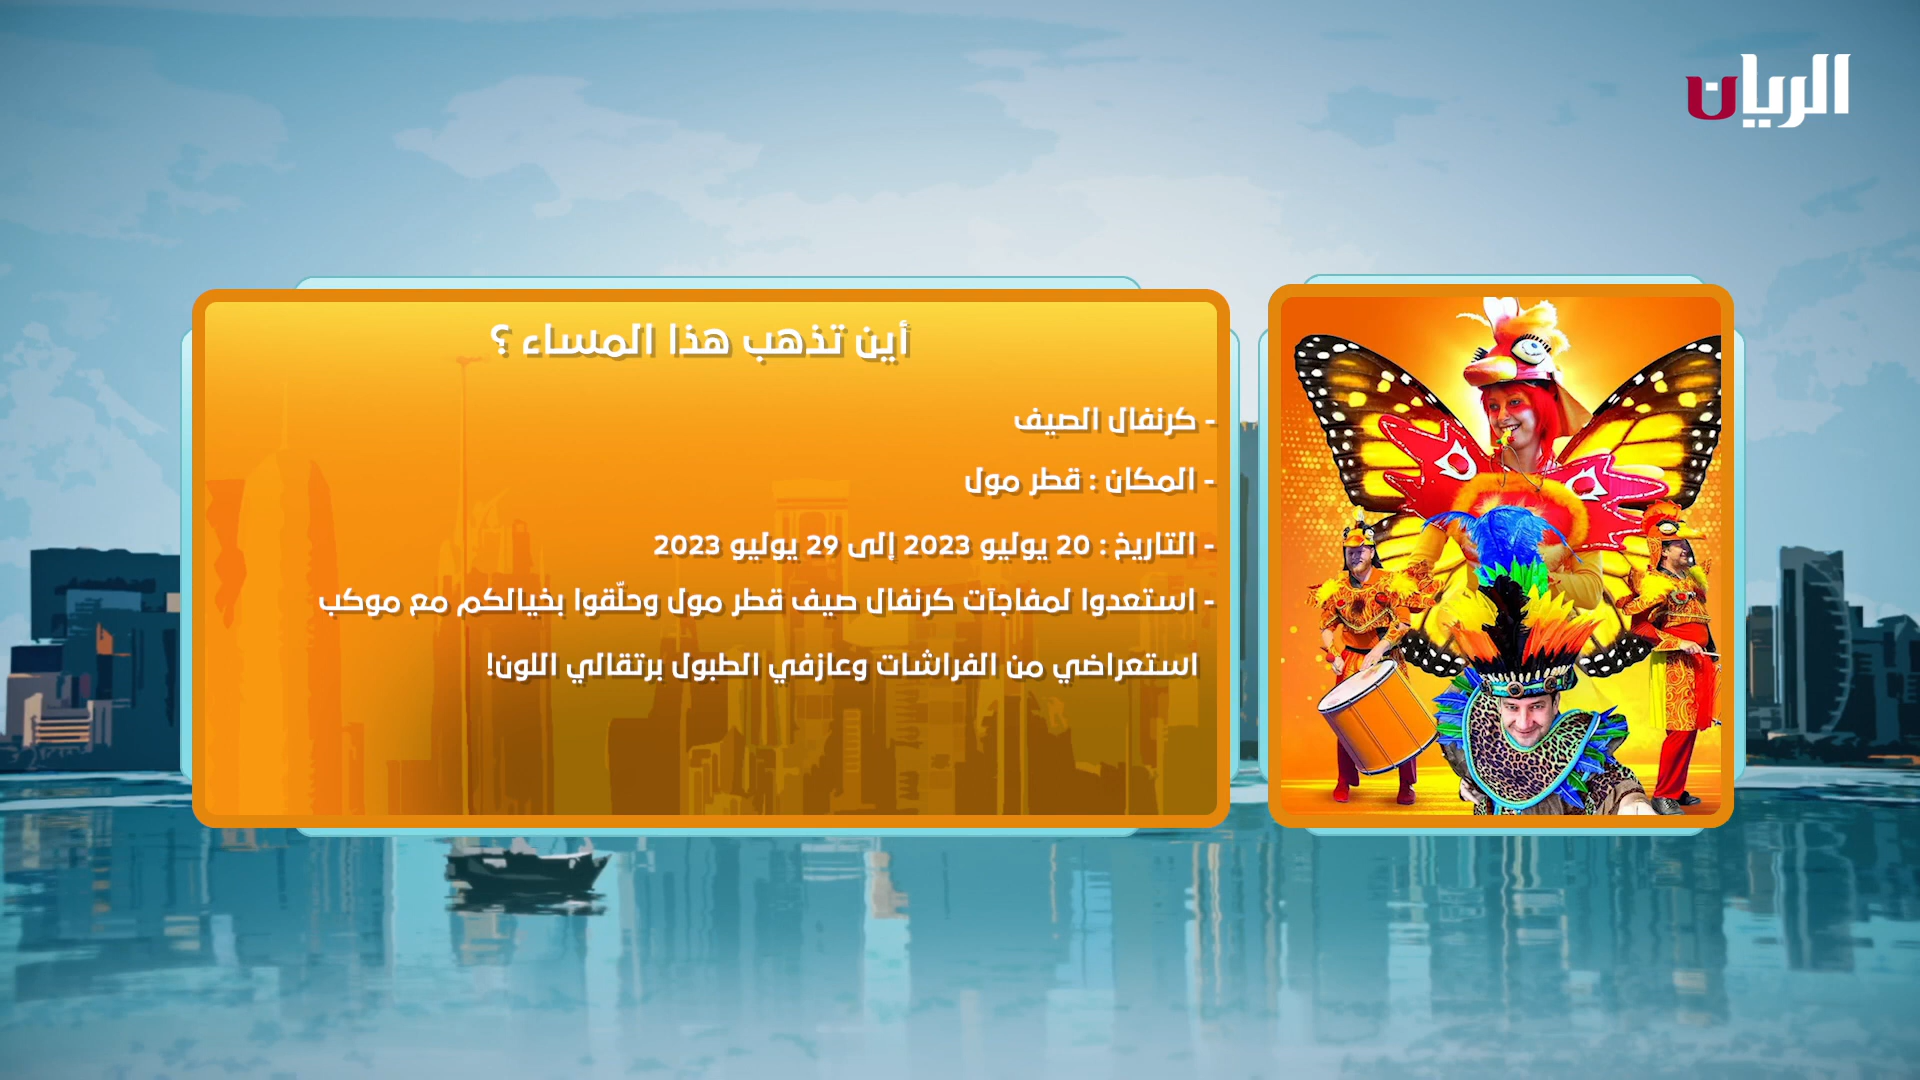 الريان
أين تذهب هذا المساء ؟
- كرنفال الصيف
- المكان : قطر مول
- التاريخ : 20 يوليو 2023 إلى 29 يوليو 2023
- استعدوا لمفاجآت كرنفال صيف قطر مول وحلّقوا بخيالكم مع موكب
استعراضي من الفراشات وعازفي الطبول برتقالي اللون!